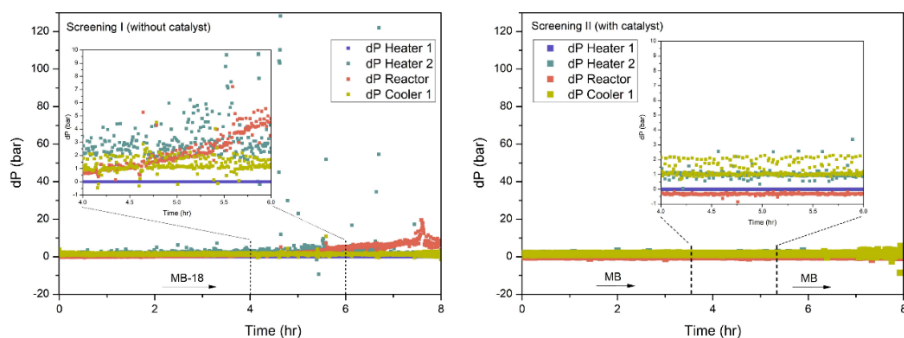 Screening I (without catalyst)
dP Heater 1
dP Heater 2
dP Reactor
dP Cooler 1
dP (bar)
120
100
80
60
40
20
0
-20
dP (bar)
10
9
8
7
6
5
4
3
2
1
0
-1
4.0 4.5 5.0 5.5 6.0
Time (hr)
MB-18
0 2 4 6 8
Time (hr)
Screening II (with catalyst)
dP Heater 1
dP Heater 2
dP Reactor
dP Cooler 1
dP (bar)
120
100
80
60
40
20
0
-20
dP (bar)
10
9
8
7
6
5
4
3
2
1
0
-1
4.0 4.5 5.0 5.5 6.0
Time (hr)
MB
MB
0 2 4 6 8
Time (hr)